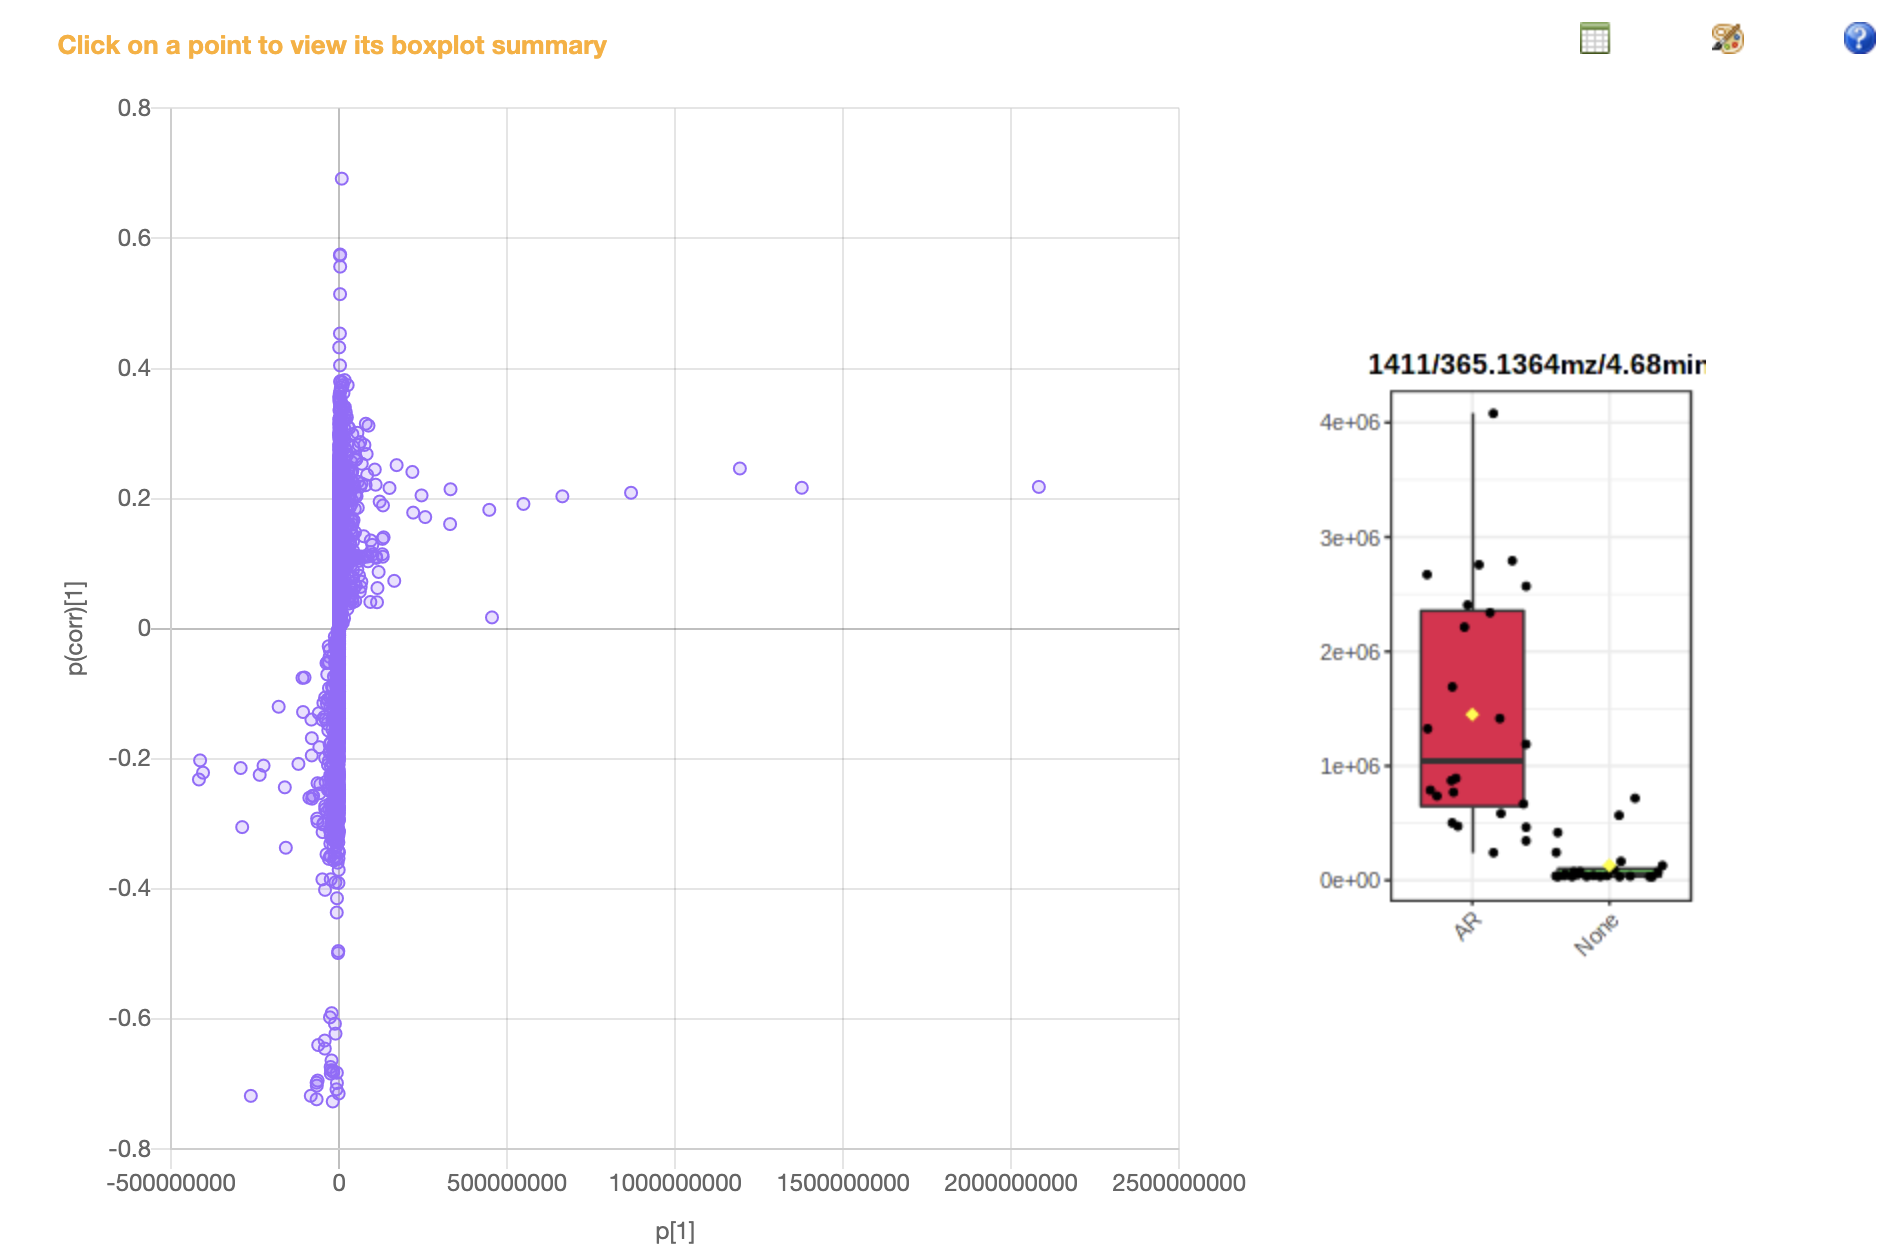 Click on a point to view its boxplot summary
0.8
0.6
0.4
0.2
0
-0.2
-0.4
-0.6
-0.8
p(corr)[1]
-500000000 0 500000000 1000000000 1500000000 2000000000 2500000000
p[1]
1411/365.1364mz/4.68min
4e+06
3e+06
2e+06
1e+06
0e+00
AR None